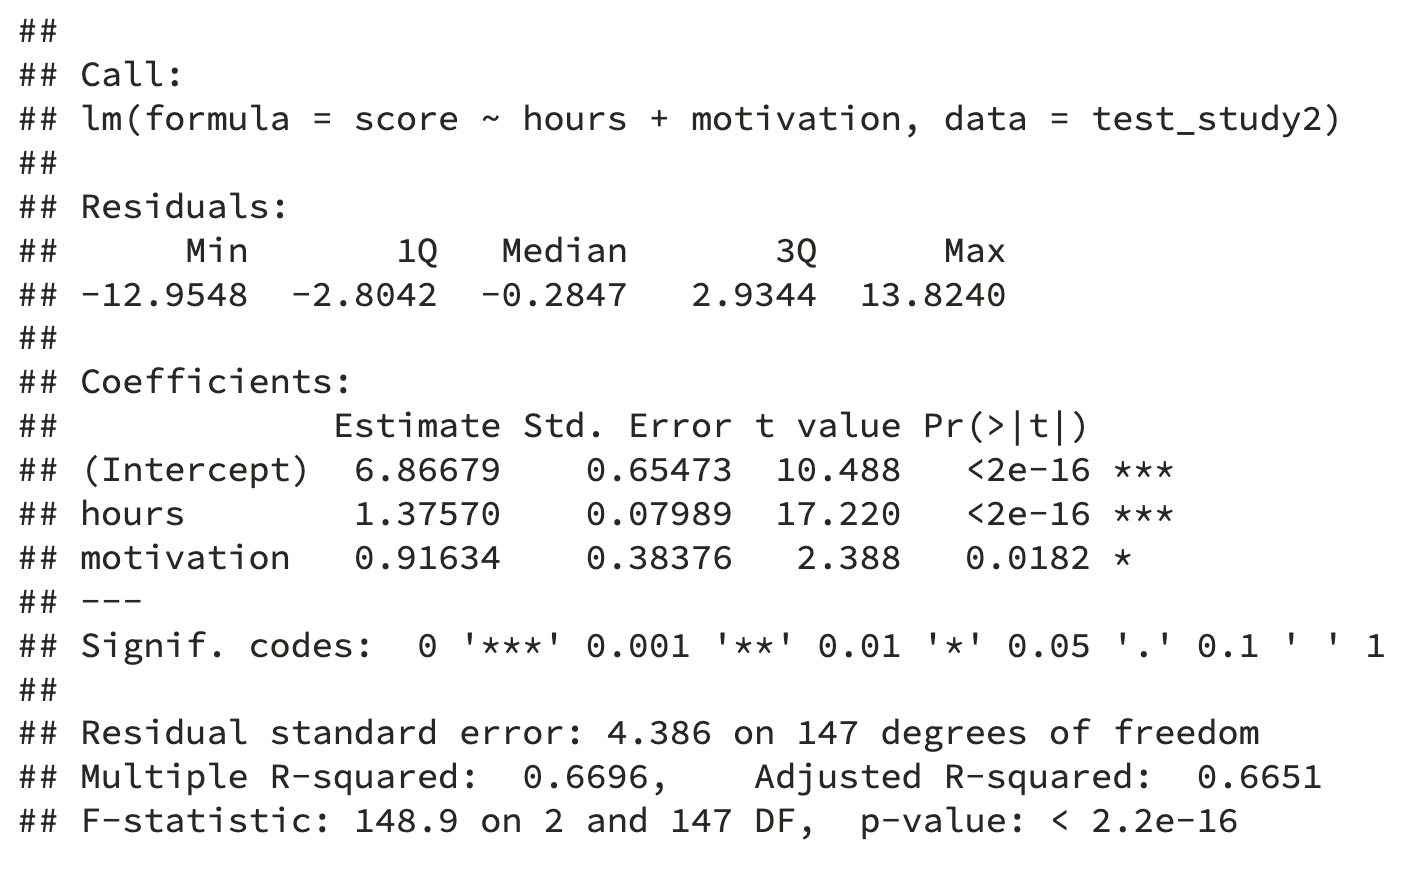 ##
## Call:
## lm(formula = score ~ hours + motivation, data = test_study2)
##
## Residuals:
##      Min       1Q   Median       3Q      Max
## -12.9548  -2.8042  -0.2847   2.9344  13.8240
##
## Coefficients:
##             Estimate Std. Error t value Pr(>|t|)
## (Intercept)  6.86679    0.65473  10.488   <2e-16 ***
## hours        1.37570    0.07989  17.220   <2e-16 ***
## motivation   0.91634    0.38376   2.388   0.0182 *
## ---
## Signif. codes:  0 '***' 0.001 '**' 0.01 '*' 0.05 '.' 0.1 ' ' 1
##
## Residual standard error: 4.386 on 147 degrees of freedom
## Multiple R-squared:  0.6696,    Adjusted R-squared:  0.6651
## F-statistic: 148.9 on 2 and 147 DF,  p-value: < 2.2e-16